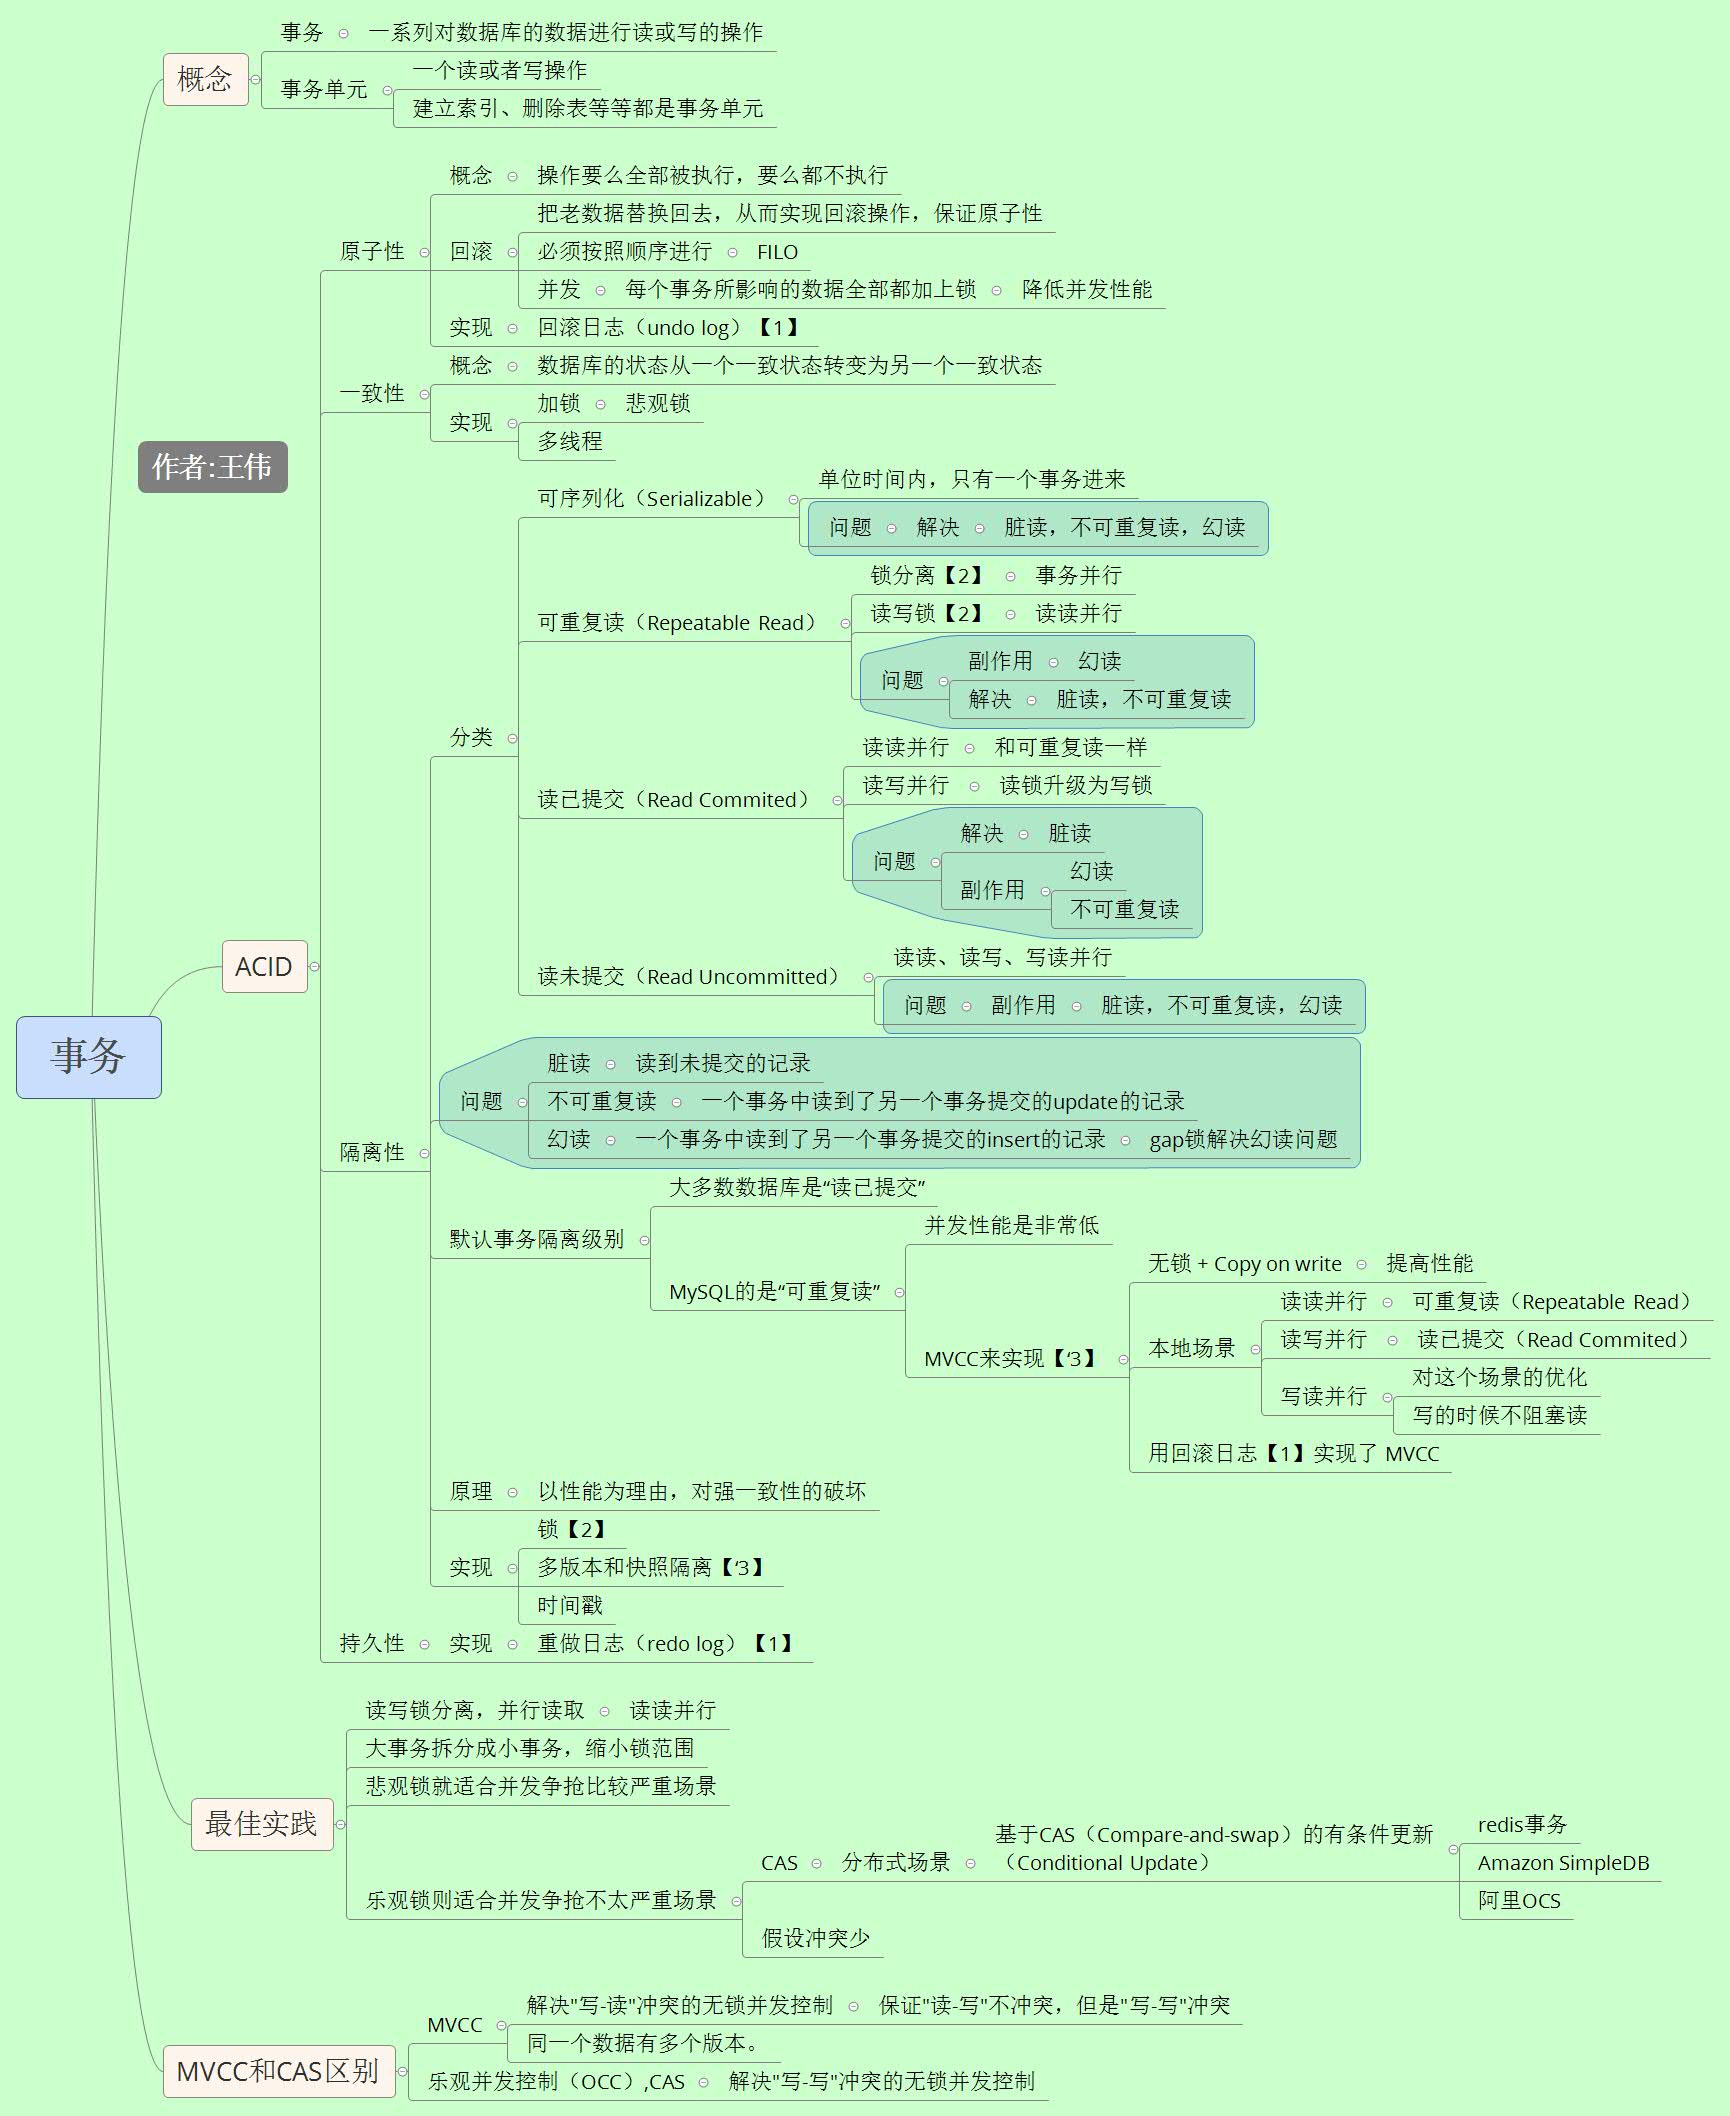 事务
作者:王伟
概念
事务
一系列对数据库的数据进行读或写的操作
事务单元
一个读或者写操作
建立索引、删除表等等都是事务单元
ACID
原子性
概念
操作要么全部被执行，要么都不执行
回滚
把老数据替换回去，从而实现回滚操作，保证原子性
必须按照顺序进行
FILO
并发
每个事务所影响的数据全部都加上锁
降低并发性能
实现
回滚日志（undo log）【1】
一致性
概念
数据库的状态从一个一致状态转变为另一个一致状态
实现
加锁
悲观锁
多线程
隔离性
分类
可序列化（Serializable）
单位时间内，只有一个事务进来
问题
解决
脏读，不可重复读，幻读
可重复读（Repeatable Read）
锁分离【2】
事务并行
读写锁【2】
读读并行
问题
副作用
幻读
解决
脏读，不可重复读
读已提交（Read Commited）
读读并行
和可重复读一样
读写并行
读锁升级为写锁
问题
解决
脏读
副作用
幻读
不可重复读
读未提交（Read Uncommitted）
读读、读写、写读并行
问题
副作用
脏读，不可重复读，幻读
问题
脏读
读到未提交的记录
不可重复读
一个事务中读到了另一个事务提交的update的记录
幻读
一个事务中读到了另一个事务提交的insert的记录
gap锁解决幻读问题
默认事务隔离级别
大多数数据库是“读已提交”
MySQL的是“可重复读”
并发性能是非常低
MVCC来实现【‘3】
无锁 + Copy on write
提高性能
本地场景
读读并行
可重复读（Repeatable Read）
读写并行
读已提交（Read Commited）
写读并行
对这个场景的优化
写的时候不阻塞读
用回滚日志【1】实现了 MVCC
原理
以性能为理由，对强一致性的破坏
实现
锁【2】
多版本和快照隔离【‘3】
时间戳
持久性
实现
重做日志（redo log）【1】
最佳实践
读写锁分离，并行读取
读读并行
大事务拆分成小事务，缩小锁范围
悲观锁就适合并发争抢比较严重场景
乐观锁则适合并发争抢不太严重场景
CAS
分布式场景
基于CAS（Compare-and-swap）的有条件更新
（Conditional Update）
redis事务
Amazon SimpleDB
阿里OCS
假设冲突少
MVCC和CAS区别
MVCC
解决"写-读"冲突的无锁并发控制
保证"读-写"不冲突，但是"写-写"冲突
同一个数据有多个版本。
乐观并发控制（OCC）,CAS
解决"写-写"冲突的无锁并发控制